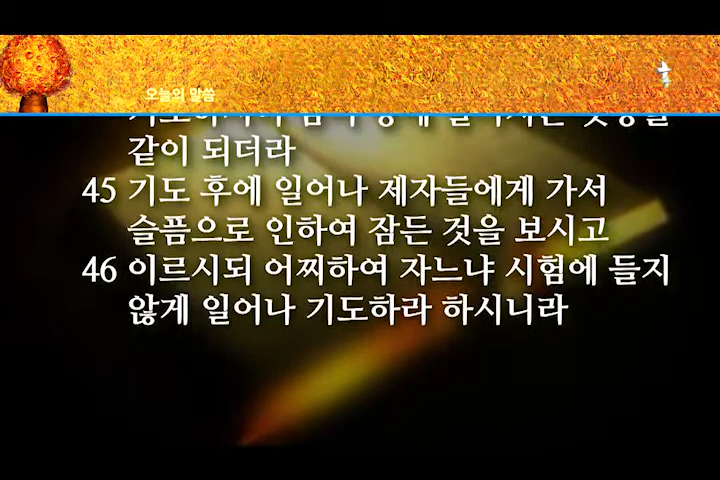 오늘의 말씀
같이 되더라
45 기도 후에 일어나 제자들에게 가서
슬픔으로 인하여 잠든 것을 보시고
46 이르시되 어찌하여 자느냐 시험에 들지
않게 일어나 기도하라 하시니라